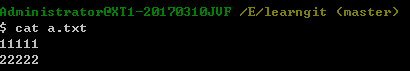 Administrator@XT1-20170310JVF /E/learngit (master)
$ cat a.txt
11111
22222